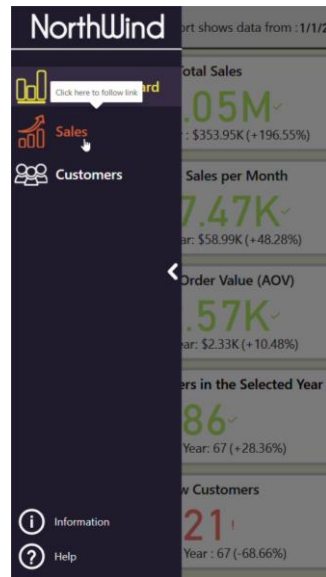 NorthWind
ort shows data from : 1/1/2
ard
Click here to follow link
otal Sales
.05M
: $353.95K (+196.55%)
Sales
Customers
Sales per Month
7.47K
ar: $58.99K (+48.28%)
Order Value (AOV)
.57K
ear: $2.33K (+10.48%)
ers in the Selected Year
86
Year: 67 (+28.36%)
w Customers
21
Year : 67 (-68.66%)
Information
Help